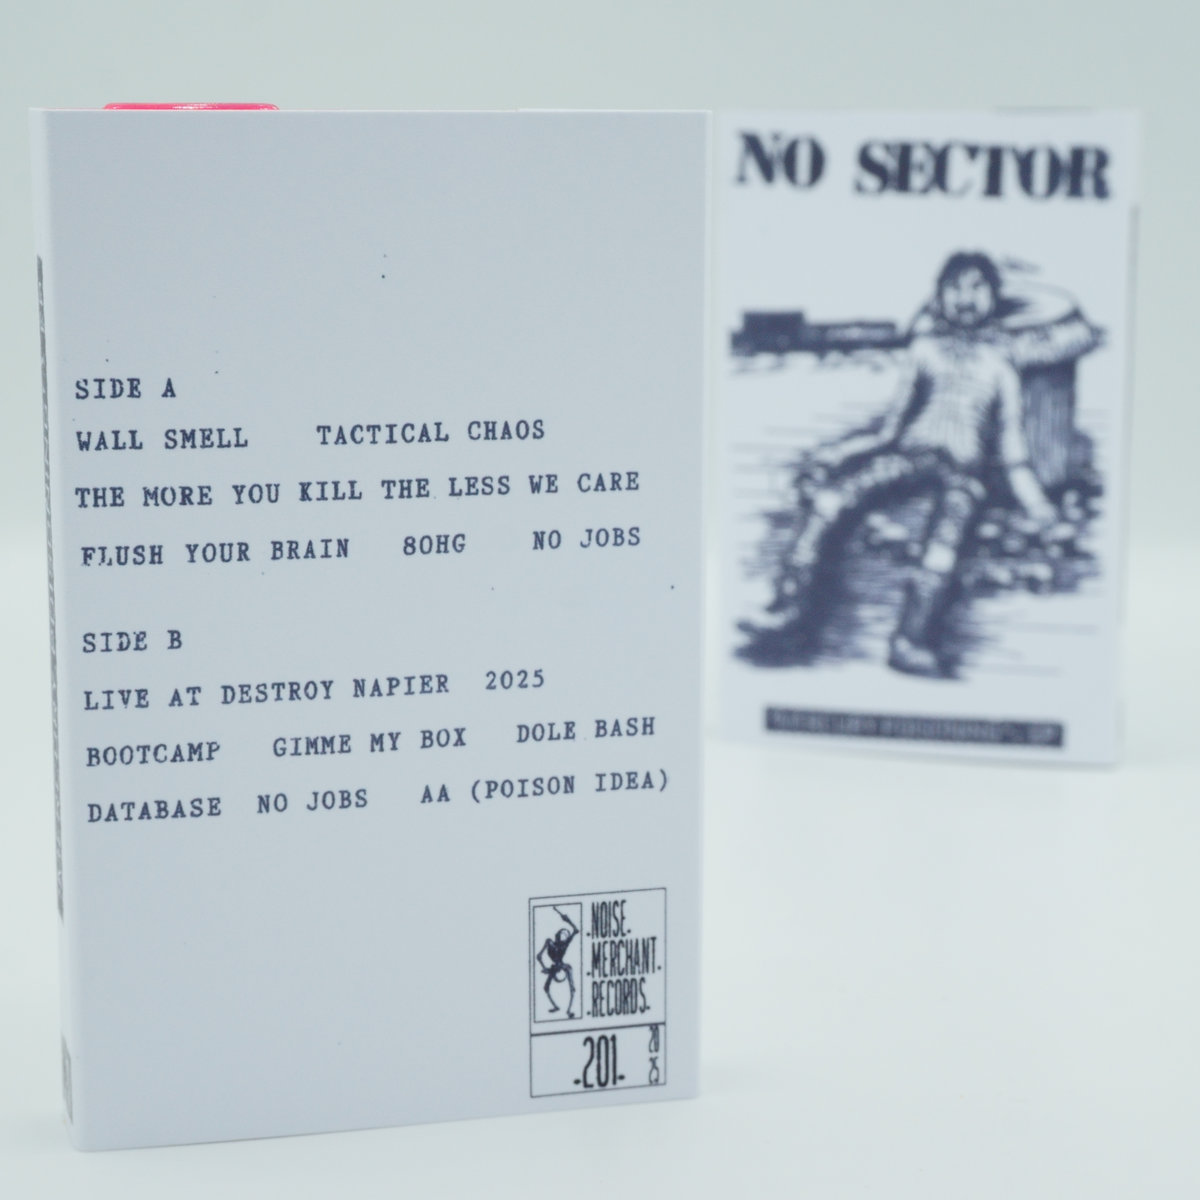 SIDE A
WALL SMELL TACTICAL CHAOS
THE MORE YOU KILL THE LESS WE CARE
FLUSH YOUR BRAIN 80HG NO JOBS
SIDE B
LIVE AT DESTROY NAPIER 2025
BOOTCAMP GIMME MY BOX DOLE BASH
DATABASE NO JOBS AA (POISON IDEA)
.NOISE.
.MERCHANT.
.RECORDS.
-201-
20
25
NO SECTOR